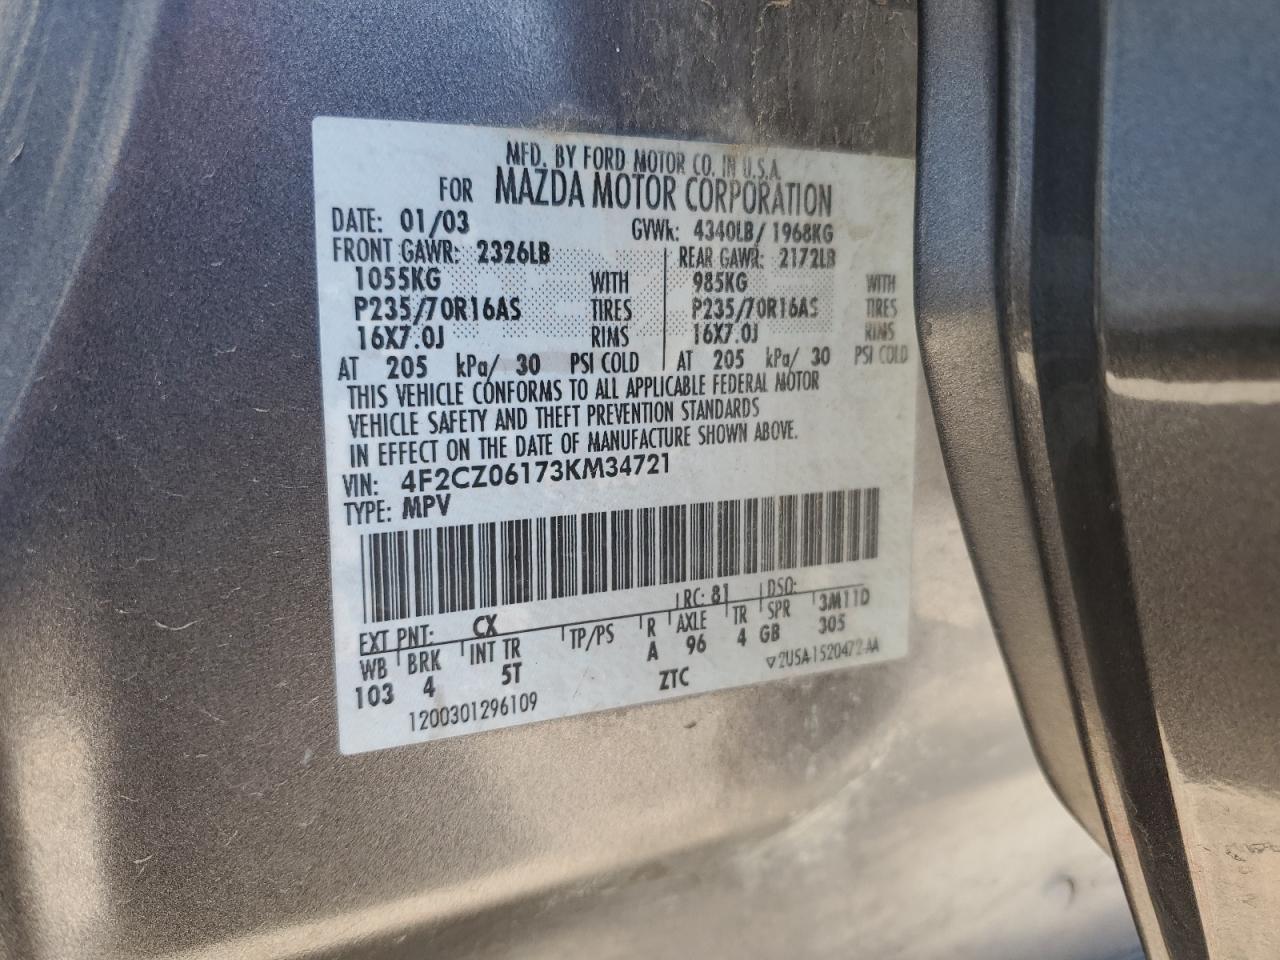 MFD. BY FORD MOTOR CO. IN U.S.A.
FOR MAZDA MOTOR CORPORATION
DATE: 01/03 GVWR: 4340LB/ 1968KG
FRONT GAWR: 2326LB REAR GAWR: 2172LB
1055KG WITH 985KG WITH
P235/70R16AS TIRES P235/70R16AS TIRES
16X7.0J RIMS 16X7.0J RIMS
AT 205 kPa/ 30 PSI COLD AT 205 kPa/ 30 PSI COLD
THIS VEHICLE CONFORMS TO ALL APPLICABLE FEDERAL MOTOR
VEHICLE SAFETY AND THEFT PREVENTION STANDARDS
IN EFFECT ON THE DATE OF MANUFACTURE SHOWN ABOVE.
VIN: 4F2CZ06173KM34721
TYPE: MPV
EXT PNT: CX RC: 81 DSO:
WB BRK INT TR TP/PS R AXLE TR SPR 3M11D
103 4 5T A 96 4 GB 305
1200301296109 ZTC 2USA-1520472-AA